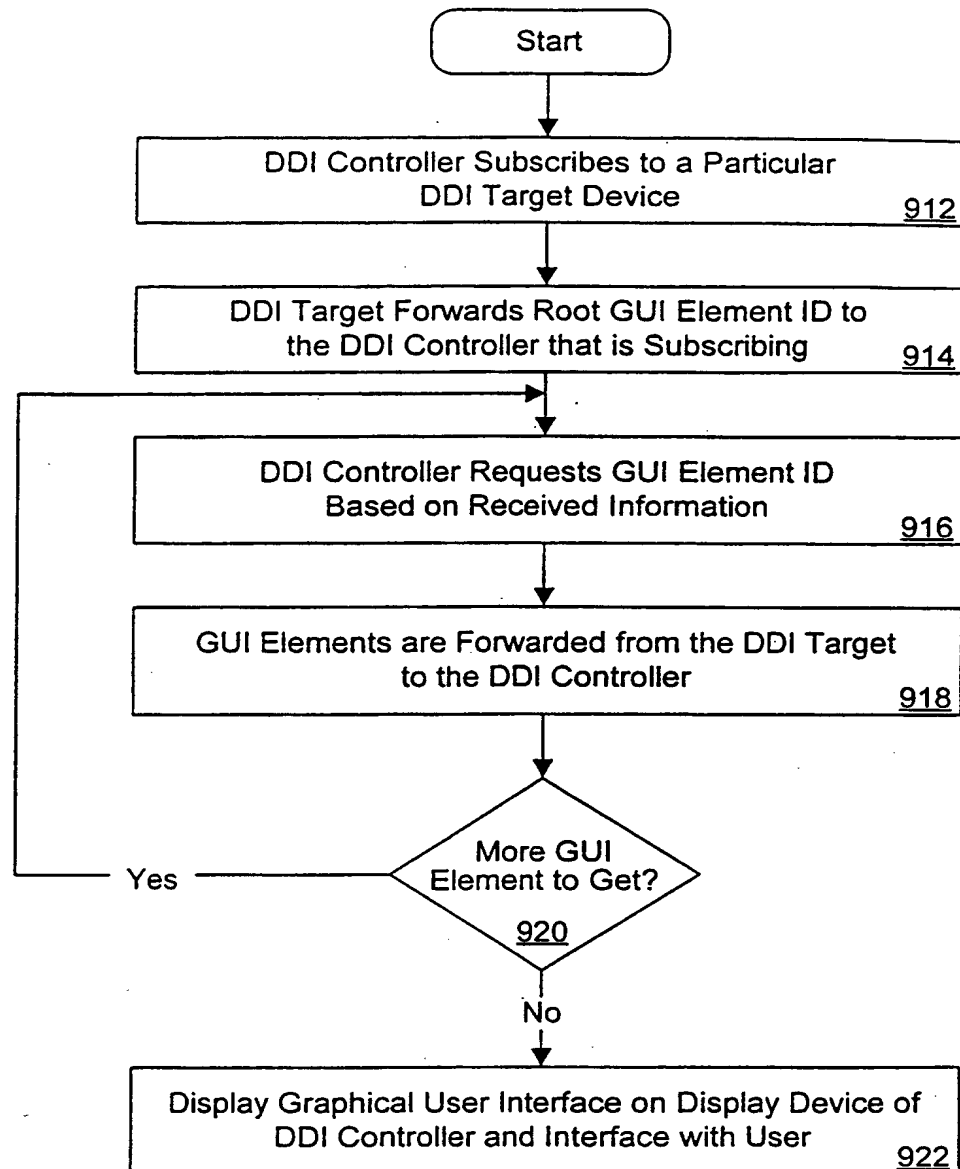 Start
DDI Controller Subscribes to a Particular
DDI Target Device
912
DDI Target Forwards Root GUI Element ID to
the DDI Controller that is Subscribing
914
DDI Controller Requests GUI Element ID
Based on Received Information
916
GUI Elements are Forwarded from the DDI Target
to the DDI Controller
918
More GUI
Element to Get?
920
Yes
No
Display Graphical User Interface on Display Device of
DDI Controller and Interface with User
922